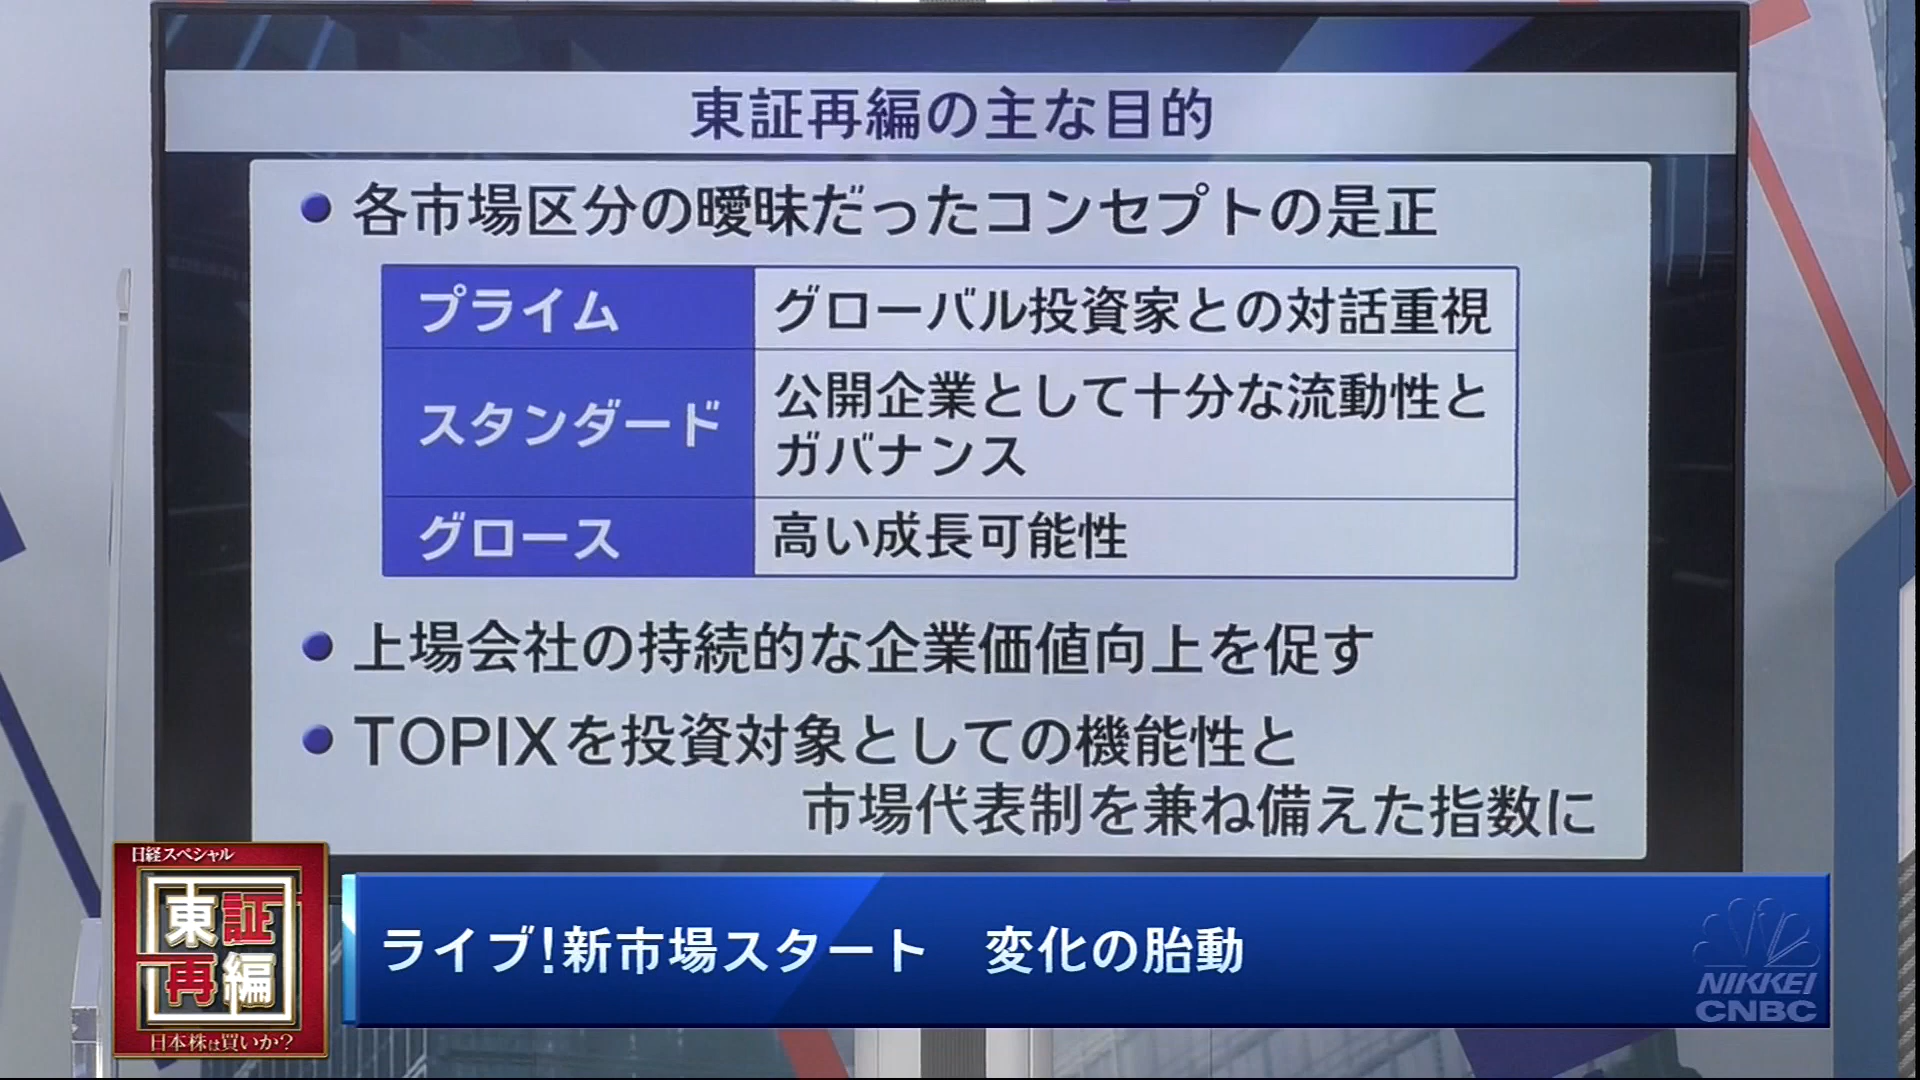 東証再編の主な目的
● 各市場区分の曖昧だったコンセプトの是正
プライム グローバル投資家との対話重視
スタンダード 公開企業として十分な流動性と
ガバナンス
グロース 高い成長可能性
● 上場会社の持続的な企業価値向上を促す
● TOPIXを投資対象としての機能性と
市場代表制を兼ね備えた指数に
日経スペシャル
東証
再編
日本株は買いか?
ライブ!新市場スタート 変化の胎動
NIKKEI
CNBC